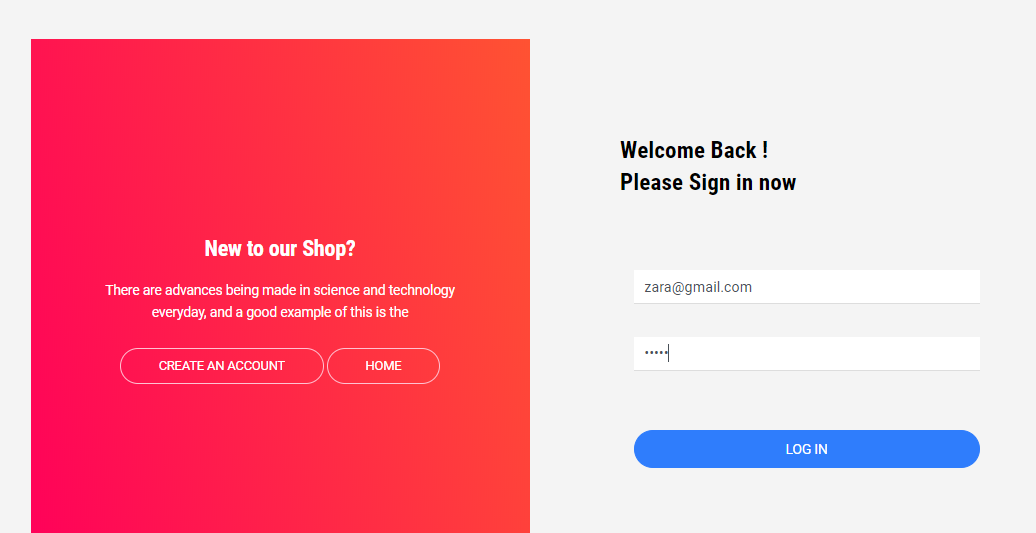 New to our Shop?
There are advances being made in science and technology
everyday, and a good example of this is the
CREATE AN ACCOUNT
HOME
Welcome Back !
Please Sign in now
zara@gmail.com
•••••
LOG IN